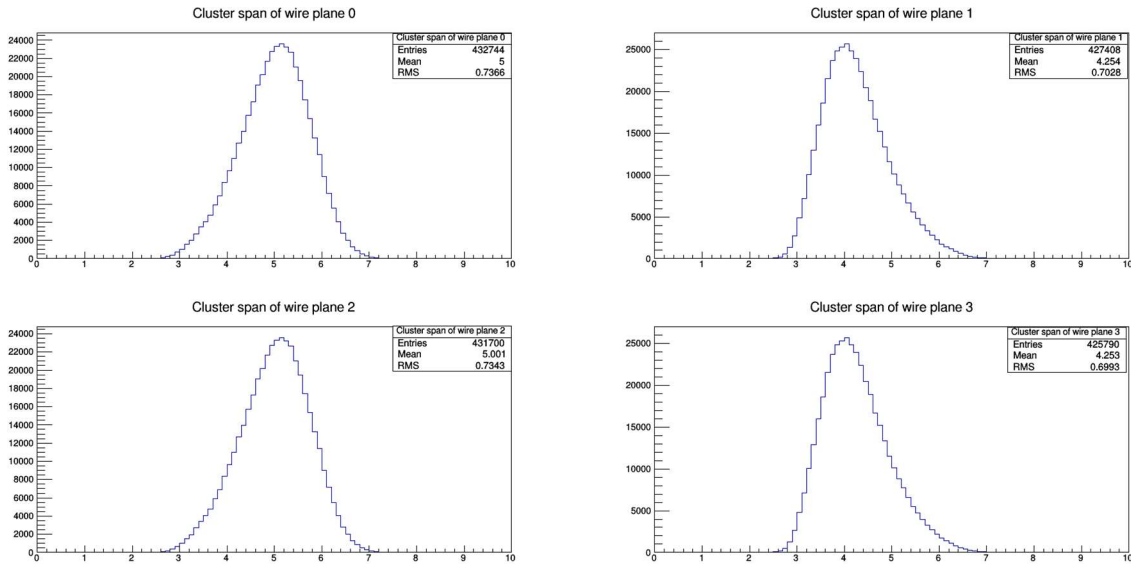 Cluster span of wire plane 0
Cluster span of wire plane 0
Entries 432744
Mean 5
RMS 0.7366
24000
22000
20000
18000
16000
14000
12000
10000
8000
6000
4000
2000
0
0 1 2 3 4 5 6 7 8 9 10
Cluster span of wire plane 1
Cluster span of wire plane 1
Entries 427408
Mean 4.254
RMS 0.7028
25000
20000
15000
10000
5000
0
0 1 2 3 4 5 6 7 8 9 10
Cluster span of wire plane 2
Cluster span of wire plane 2
Entries 431700
Mean 5.001
RMS 0.7343
24000
22000
20000
18000
16000
14000
12000
10000
8000
6000
4000
2000
0
0 1 2 3 4 5 6 7 8 9 10
Cluster span of wire plane 3
Cluster span of wire plane 3
Entries 425790
Mean 4.253
RMS 0.6993
25000
20000
15000
10000
5000
0
0 1 2 3 4 5 6 7 8 9 10